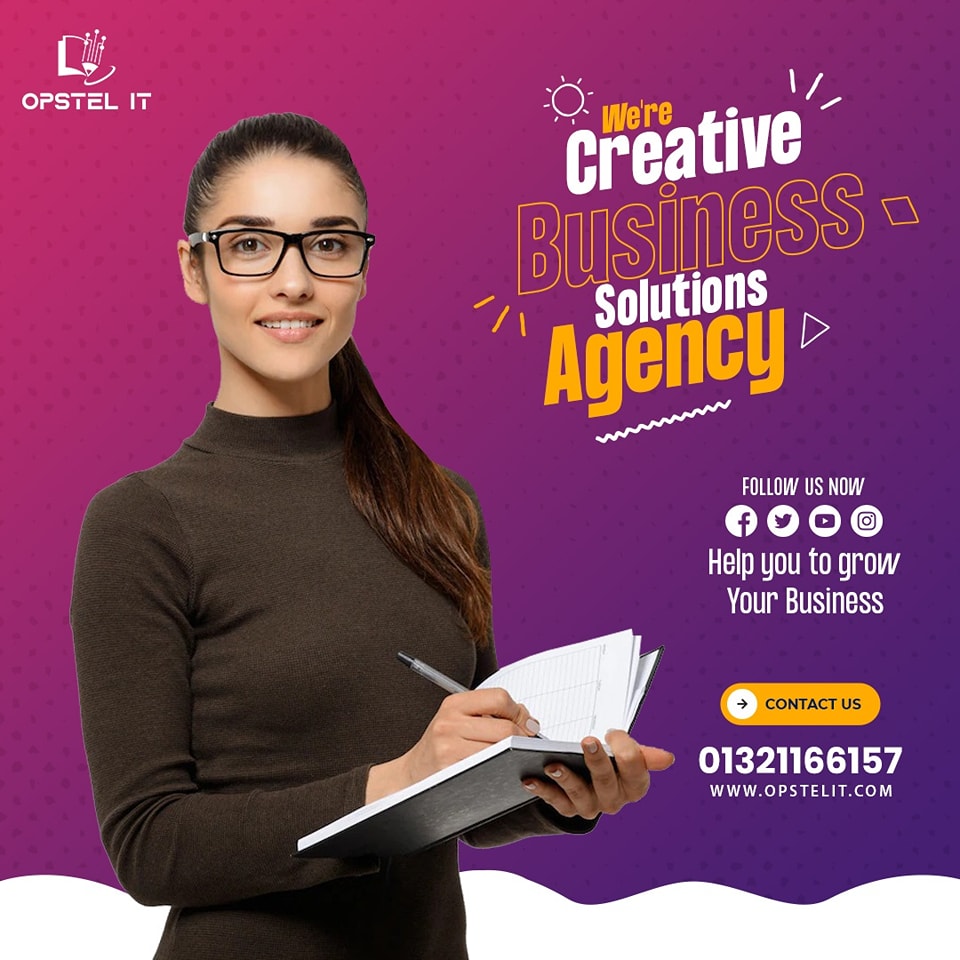 OPSTEL IT
We're
Creative
Business
Solutions
Agency
FOLLOW US NOW
Help you to grow
Your Business
CONTACT US
01321166157
WWW.OPSTELIT.COM